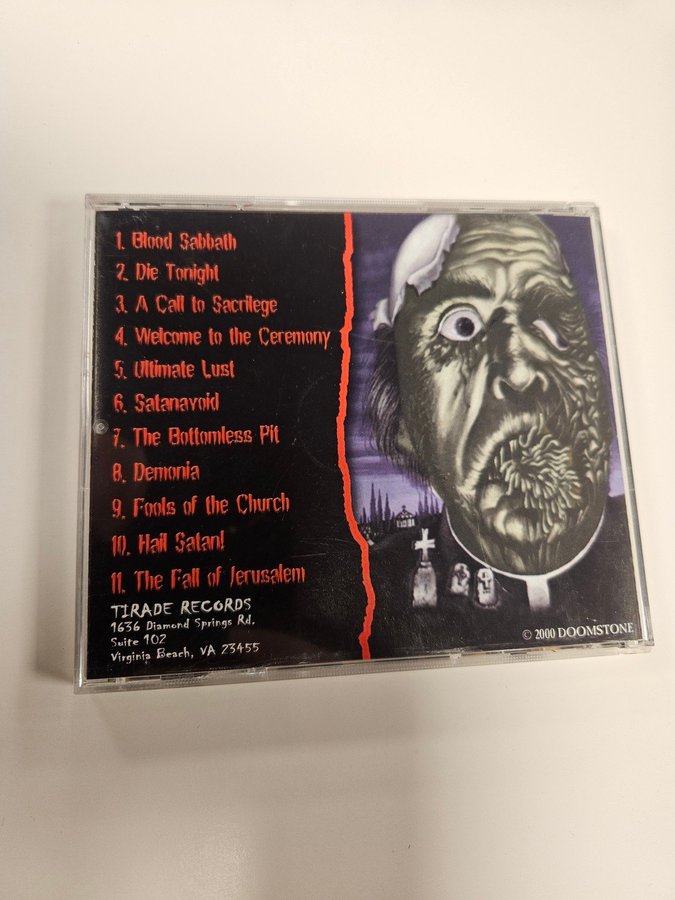 1. Blood Sabbath
2. Die Tonight
3. A Call to Sacrilege
4. Welcome to the Ceremony
5. Ultimate Lust
6. Satanavoid
7. The Bottomless Pit
8. Demonia
9. Fools of the Church
10. Hail Satan!
11. The Fall of Jerusalem
TIRADE RECORDS
1636 Diamond Springs Rd.
Suite 102
Virginia Beach, VA 23455
© 2000 DOOMSTONE